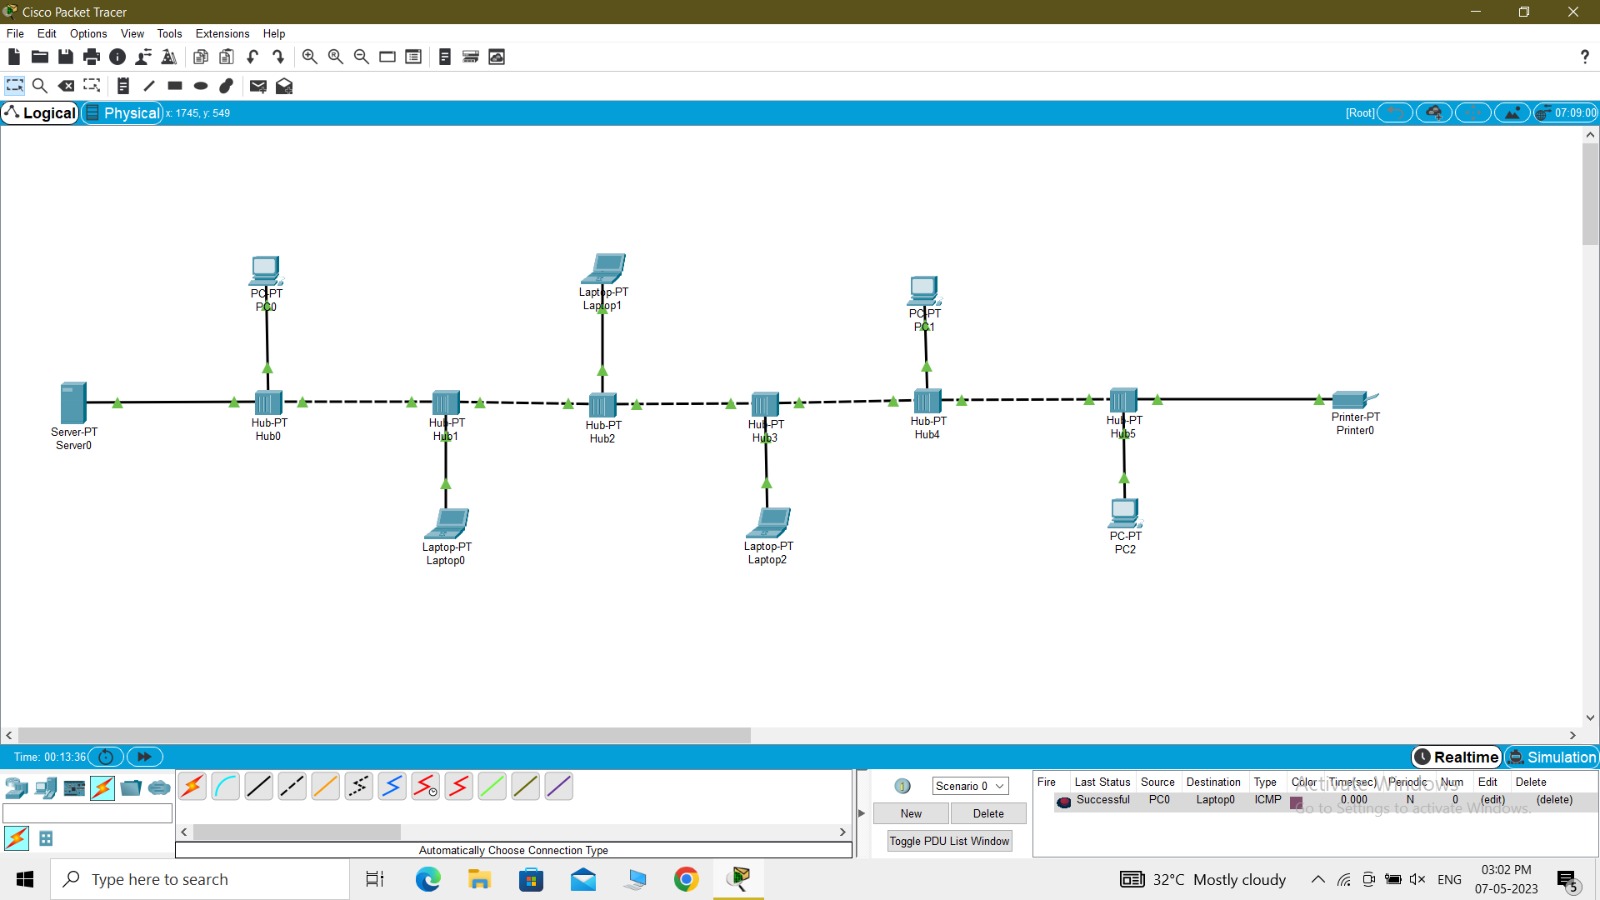 Cisco Packet Tracer
File Edit Options View Tools Extensions Help
?
Logical Physical x: 1745, y: 549 [Root] 07:09:00
PC-PT
PC0
Laptop-PT
Laptop1
PC-PT
PC1
Server-PT
Server0
Hub-PT
Hub0
Hub-PT
Hub1
Hub-PT
Hub2
Hub-PT
Hub3
Hub-PT
Hub4
Hub-PT
Hub5
Printer-PT
Printer0
Laptop-PT
Laptop0
Laptop-PT
Laptop2
PC-PT
PC2
Time: 00:13:36 Realtime Simulation
Scenario 0
New Delete
Toggle PDU List Window
Fire Last Status Source Destination Type Color Time(sec) Periodic Num Edit Delete
Successful PC0 Laptop0 ICMP 0.000 N 0 (edit) (delete)
Activate Windows
Go to Settings to activate Windows.
Automatically Choose Connection Type
Type here to search
32°C Mostly cloudy ENG
03:02 PM
07-05-2023
5